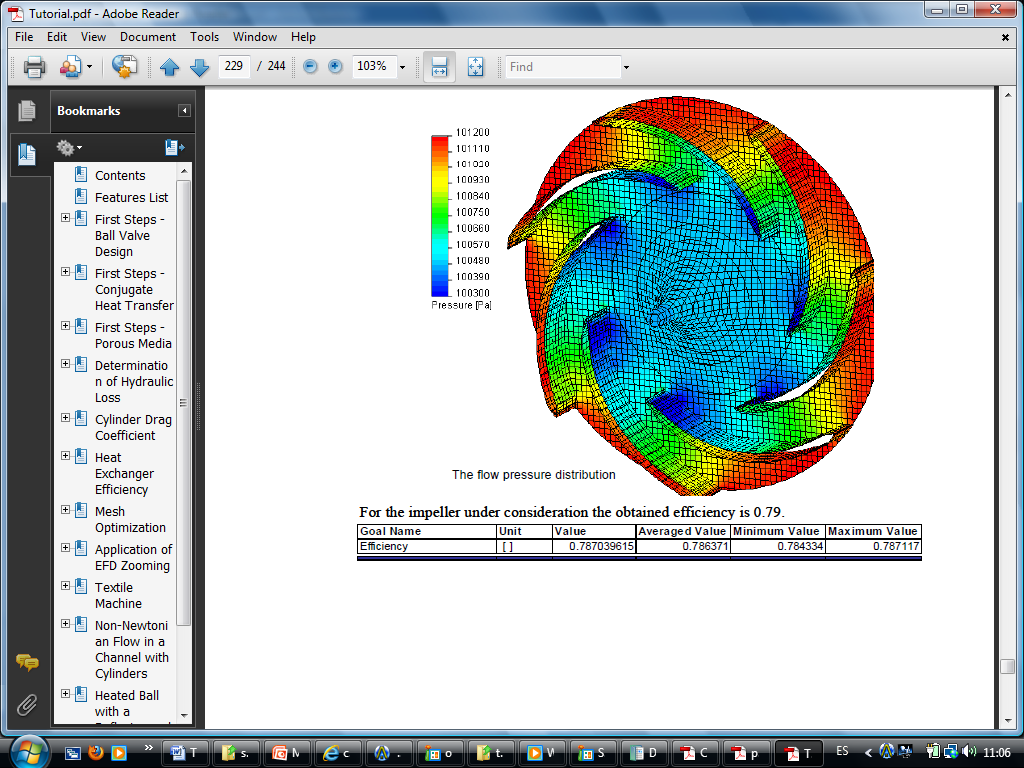 Tutorial.pdf - Adobe Reader
File Edit View Document Tools Window Help
229 / 244 103% Find
Bookmarks
Contents
Features List
First Steps -
Ball Valve
Design
First Steps -
Conjugate
Heat Transfer
First Steps -
Porous Media
Determinatio
n of Hydraulic
Loss
Cylinder Drag
Coefficient
Heat
Exchanger
Efficiency
Mesh
Optimization
Application of
EFD Zooming
Textile
Machine
Non-Newtoni
an Flow in a
Channel with
Cylinders
Heated Ball
with a
101200
101110
101020
100930
100840
100750
100660
100570
100480
100390
100300
Pressure [Pa]
The flow pressure distribution
For the impeller under consideration the obtained efficiency is 0.79.
Goal Name Unit Value Averaged Value Minimum Value Maximum Value
Efficiency [ ] 0.787039615 0.786371 0.784334 0.787117
T s. M c . o t. W S D C p T ES 11:06